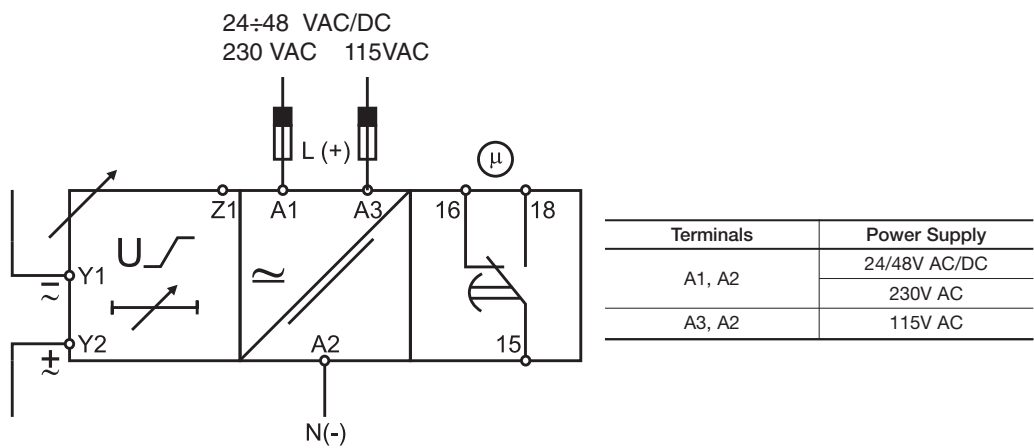 24÷48 VAC/DC
230 VAC 115VAC
L (+)
μ
Z1 A1 A3 16 18
U
Y1
Y2
A2 15
N(-)
Terminals Power Supply
A1, A2 24/48V AC/DC
230V AC
A3, A2 115V AC